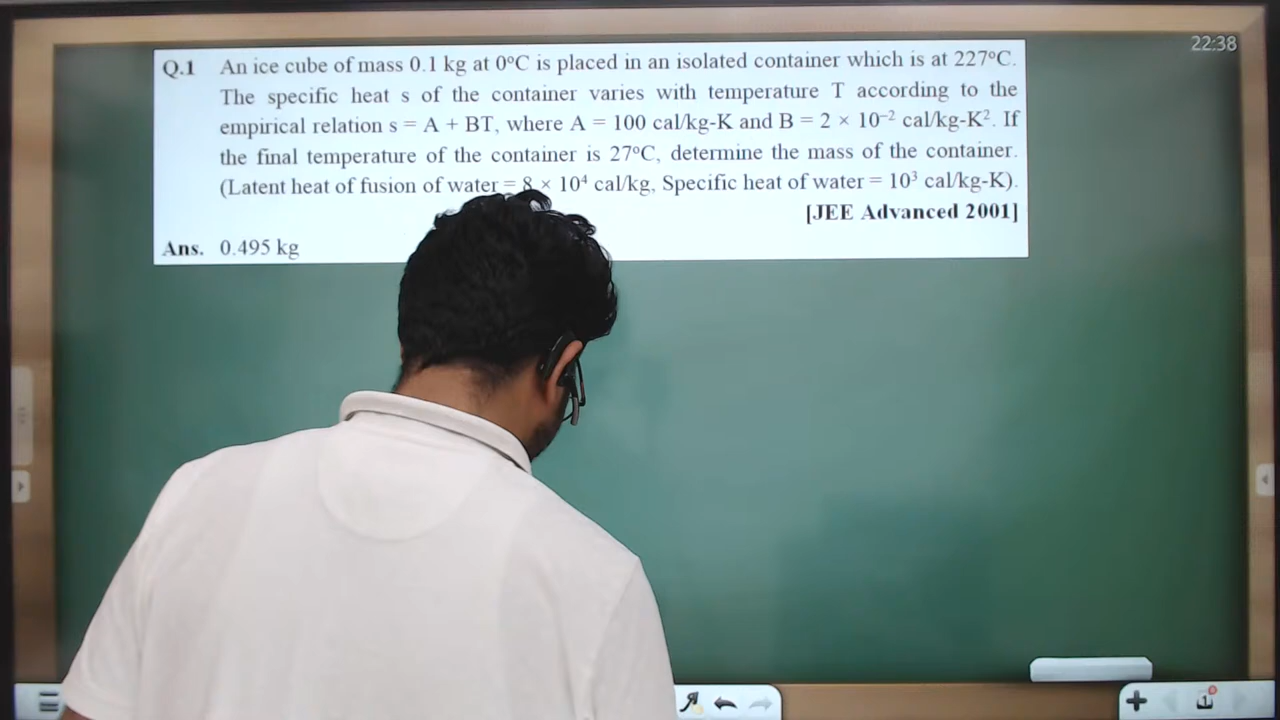 22:38
Q.1 An ice cube of mass 0.1 kg at 0°C is placed in an isolated container which is at 227°C.
The specific heat s of the container varies with temperature T according to the
empirical relation s = A + BT, where A = 100 cal/kg-K and B = 2 × 10⁻² cal/kg-K². If
the final temperature of the container is 27°C, determine the mass of the container.
(Latent heat of fusion of water = 8 × 10⁴ cal/kg, Specific heat of water = 10³ cal/kg-K).
[JEE Advanced 2001]
Ans. 0.495 kg
1